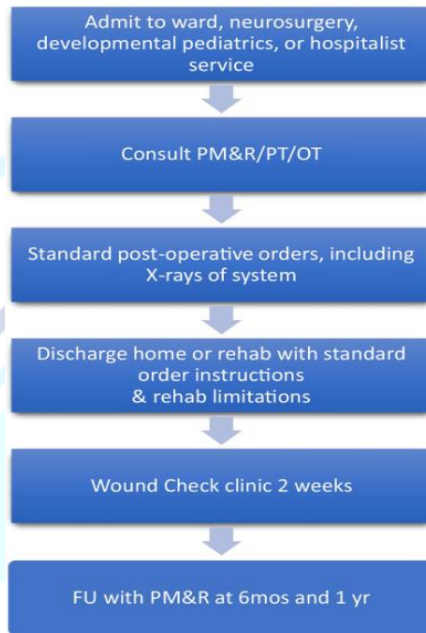 Admit to ward, neurosurgery,
developmental pediatrics, or hospitalist
service
Consult PM&R/PT/OT
Standard post-operative orders, including
X-rays of system
Discharge home or rehab with standard
order instructions
& rehab limitations
Wound Check clinic 2 weeks
FU with PM&R at 6mos and 1 yr